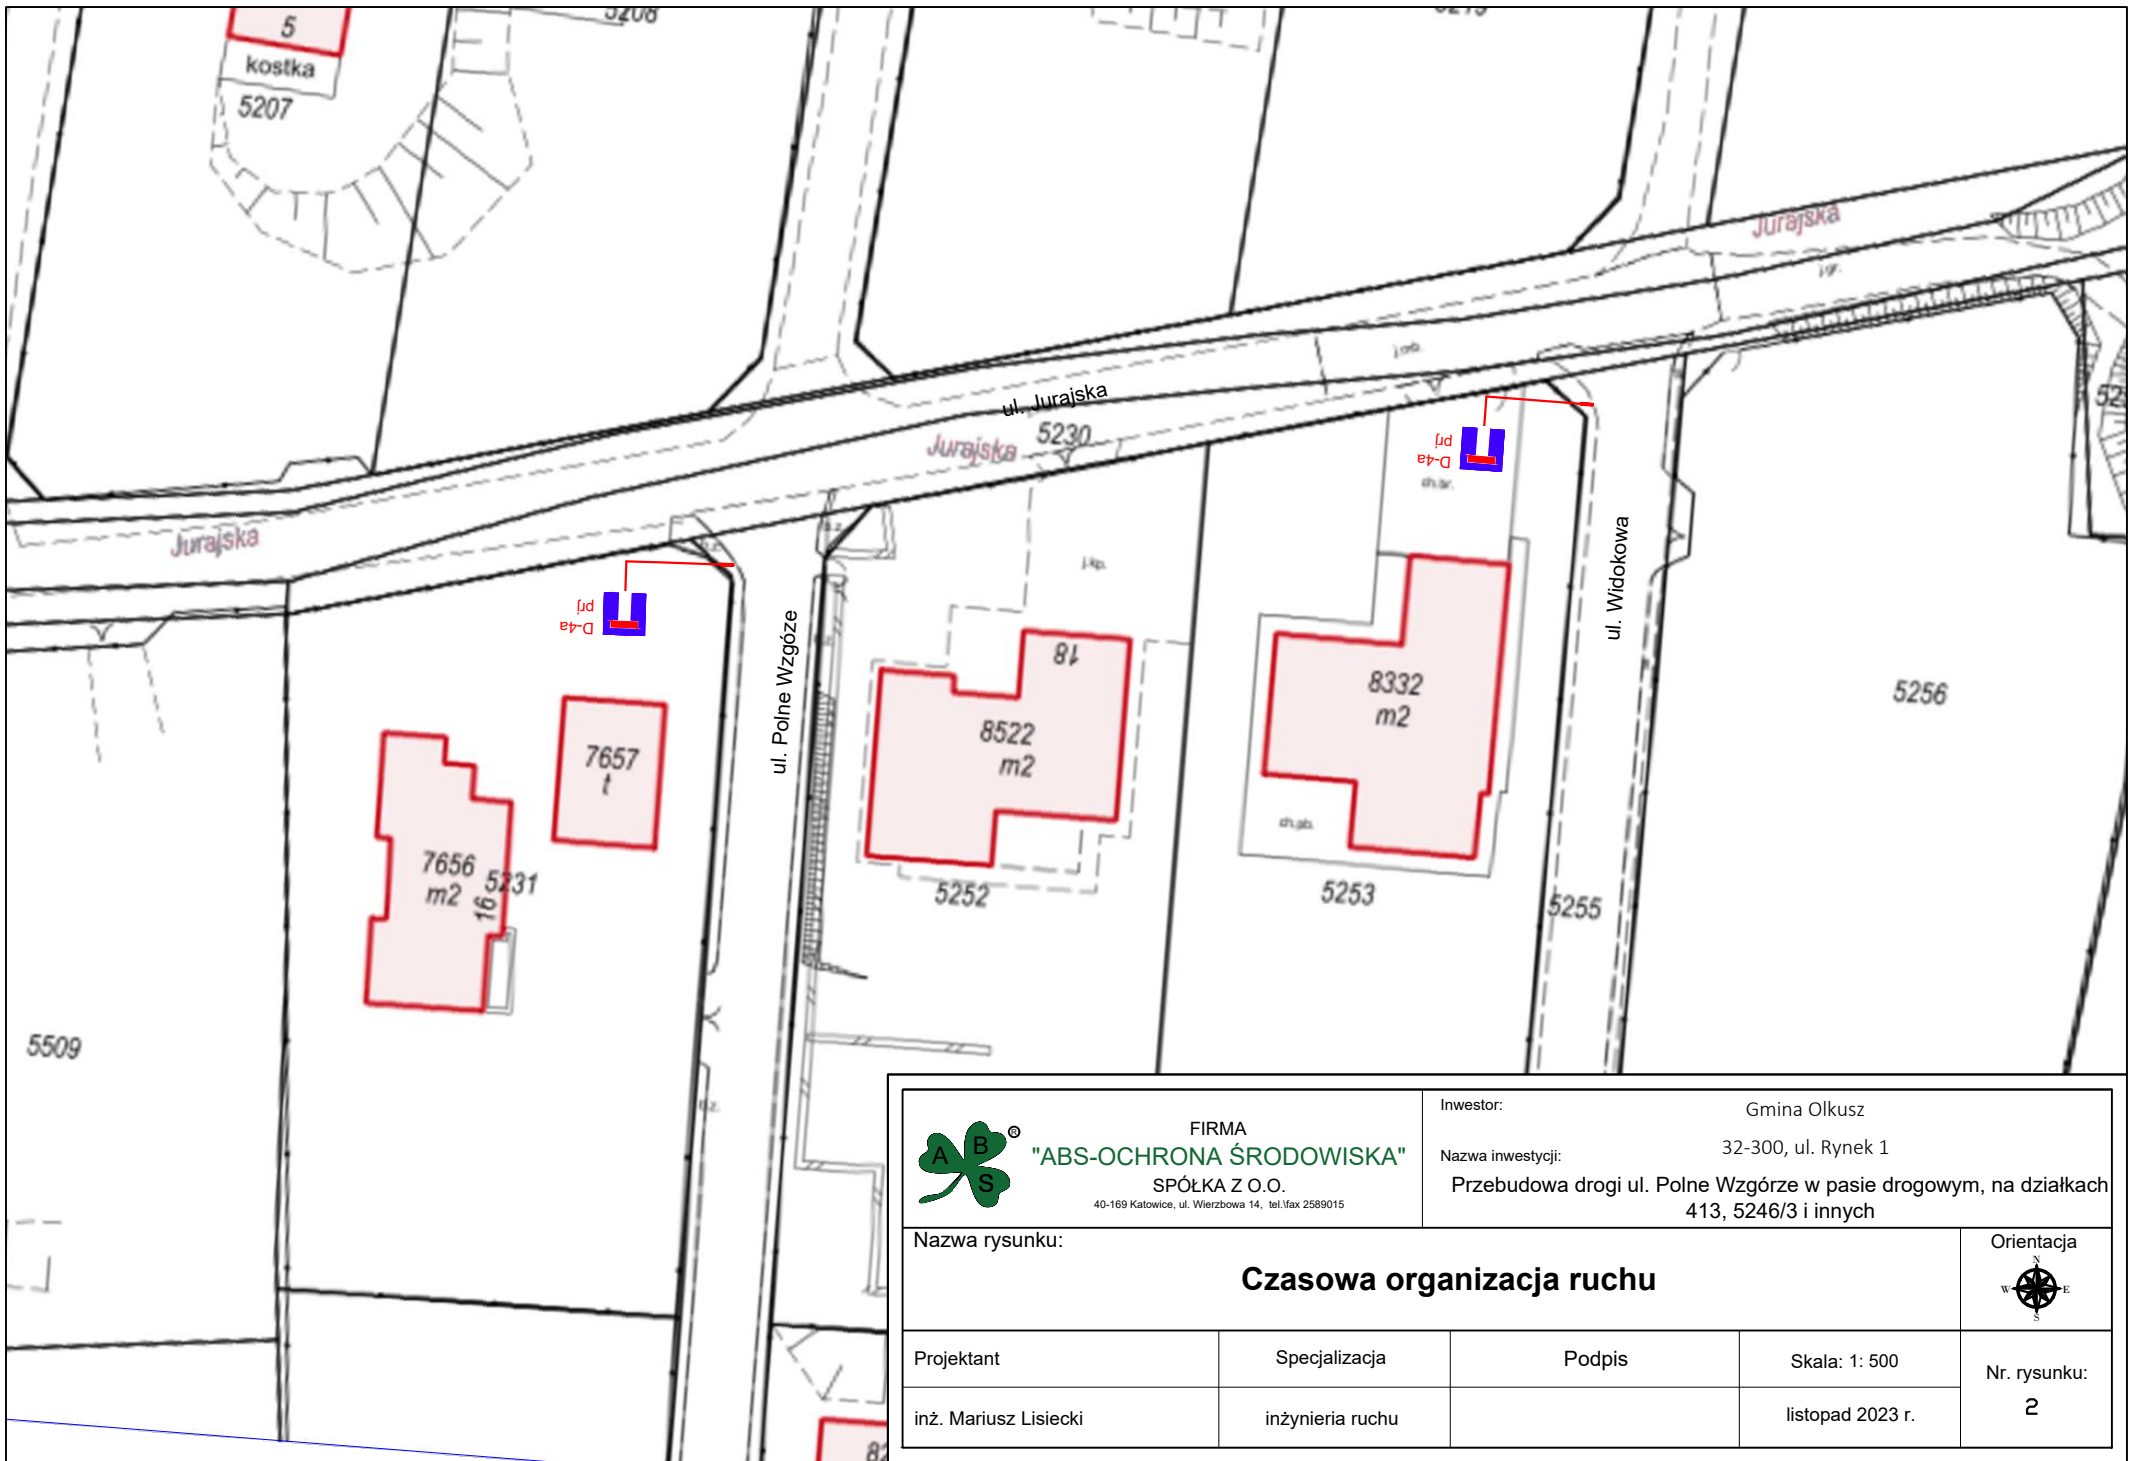 5208
5
kostka
5207
Jurajska
j.gr.
ul. Jurajska
5230
Jurajska
Jurajska
prj
D-4a
prj
D-4a
ul. Polne Wzgóze
ul. Widokowa
j.kp.
18
8522
m2
8332
m2
5256
7657
t
7656
m2
5231
16
5252
5253
5255
5509
FIRMA
"ABS-OCHRONA ŚRODOWISKA"
SPÓŁKA Z O.O.
40-169 Katowice, ul. Wierzbowa 14, tel.\fax 2589015
A B S ®
Inwestor:
Gmina Olkusz
32-300, ul. Rynek 1
Nazwa inwestycji:
Przebudowa drogi ul. Polne Wzgórze w pasie drogowym, na działkach
413, 5246/3 i innych
Nazwa rysunku:
Czasowa organizacja ruchu
Orientacja
N
W E
S
Projektant
Specjalizacja
Podpis
Skala: 1: 500
Nr. rysunku:
2
inż. Mariusz Lisiecki
inżynieria ruchu
listopad 2023 r.